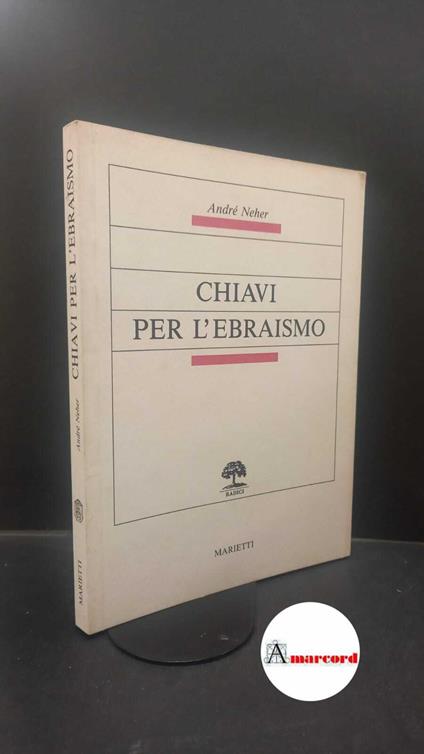 André Neher
CHIAVI
PER L'EBRAISMO
RADICI
MARIETTI
CHIAVI PER L'EBRAISMO
André Neher
MARIETTI
Amarcord